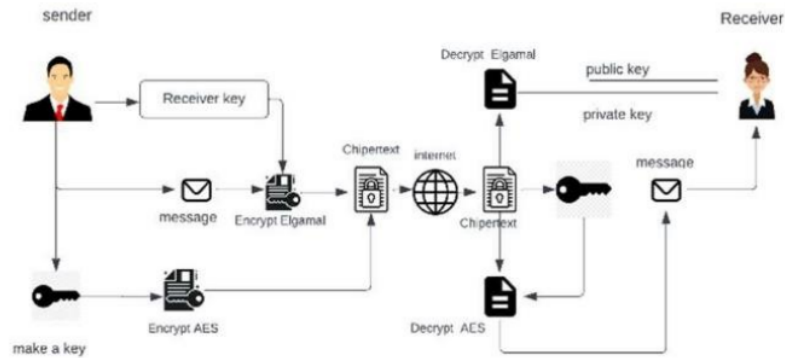 sender
Receiver
Decrypt Elgamal
public key
Receiver key
private key
Chipertext
internet
message
message
Encrypt Elgamal
Chipertext
Encrypt AES
Decrypt AES
make a key